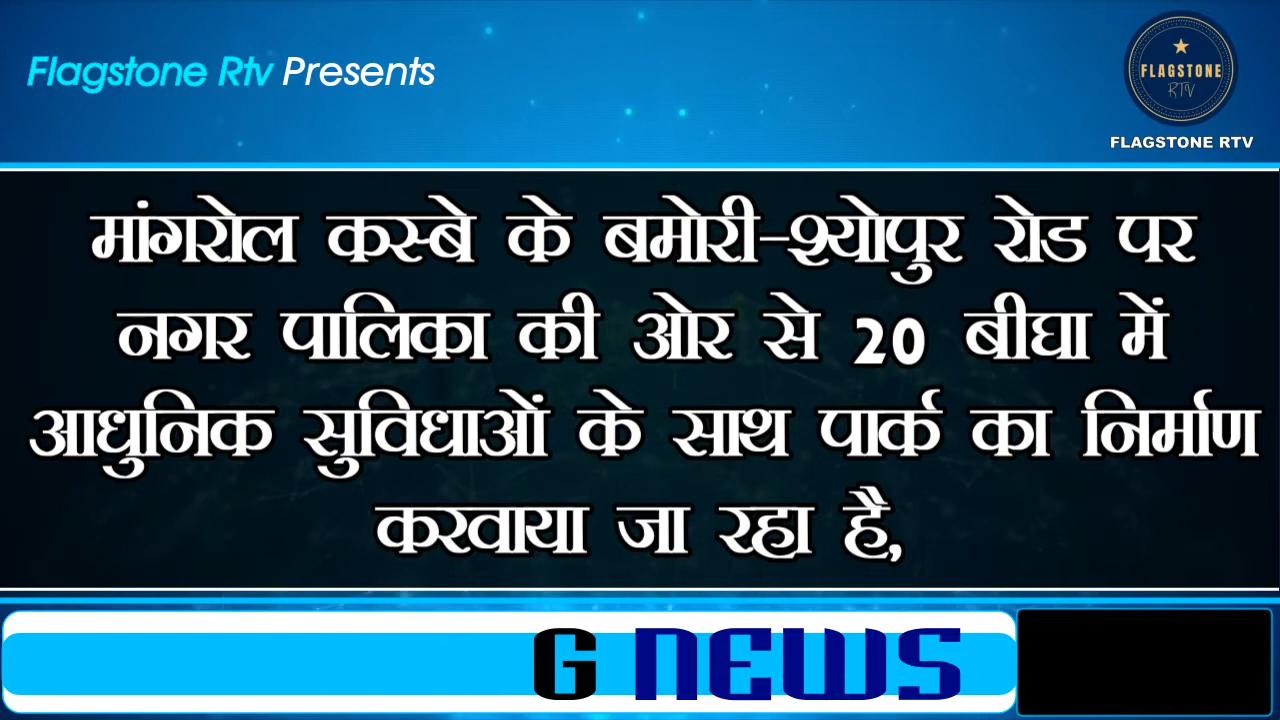 Flagstone Rtv Presents
FLAGSTONE
RTV
FLAGSTONE RTV
मांगरोल कस्बे के बमोरी-श्योपुर रोड पर
नगर पालिका की ओर से 20 बीघा में
आधुनिक सुविधाओं के साथ पार्क का निर्माण
करवाया जा रहा है,
G NEWS